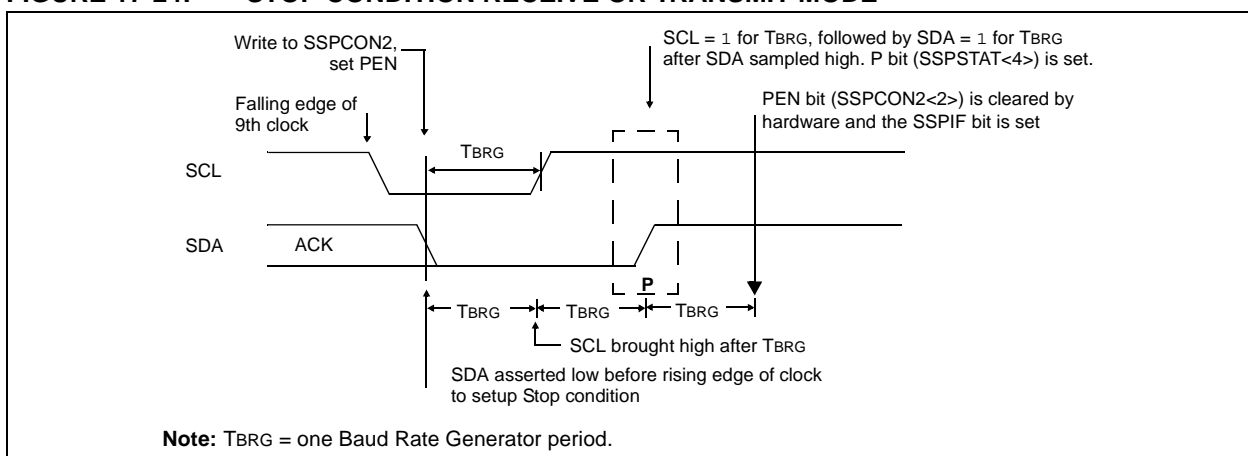 Write to SSPCON2,
set PEN
SCL = 1 for TBRG, followed by SDA = 1 for TBRG
after SDA sampled high. P bit (SSPSTAT<4>) is set.
Falling edge of
9th clock
PEN bit (SSPCON2<2>) is cleared by
hardware and the SSPIF bit is set
TBRG
SCL
SDA
ACK
P
TBRG
TBRG
TBRG
SCL brought high after TBRG
SDA asserted low before rising edge of clock
to setup Stop condition
Note: TBRG = one Baud Rate Generator period.